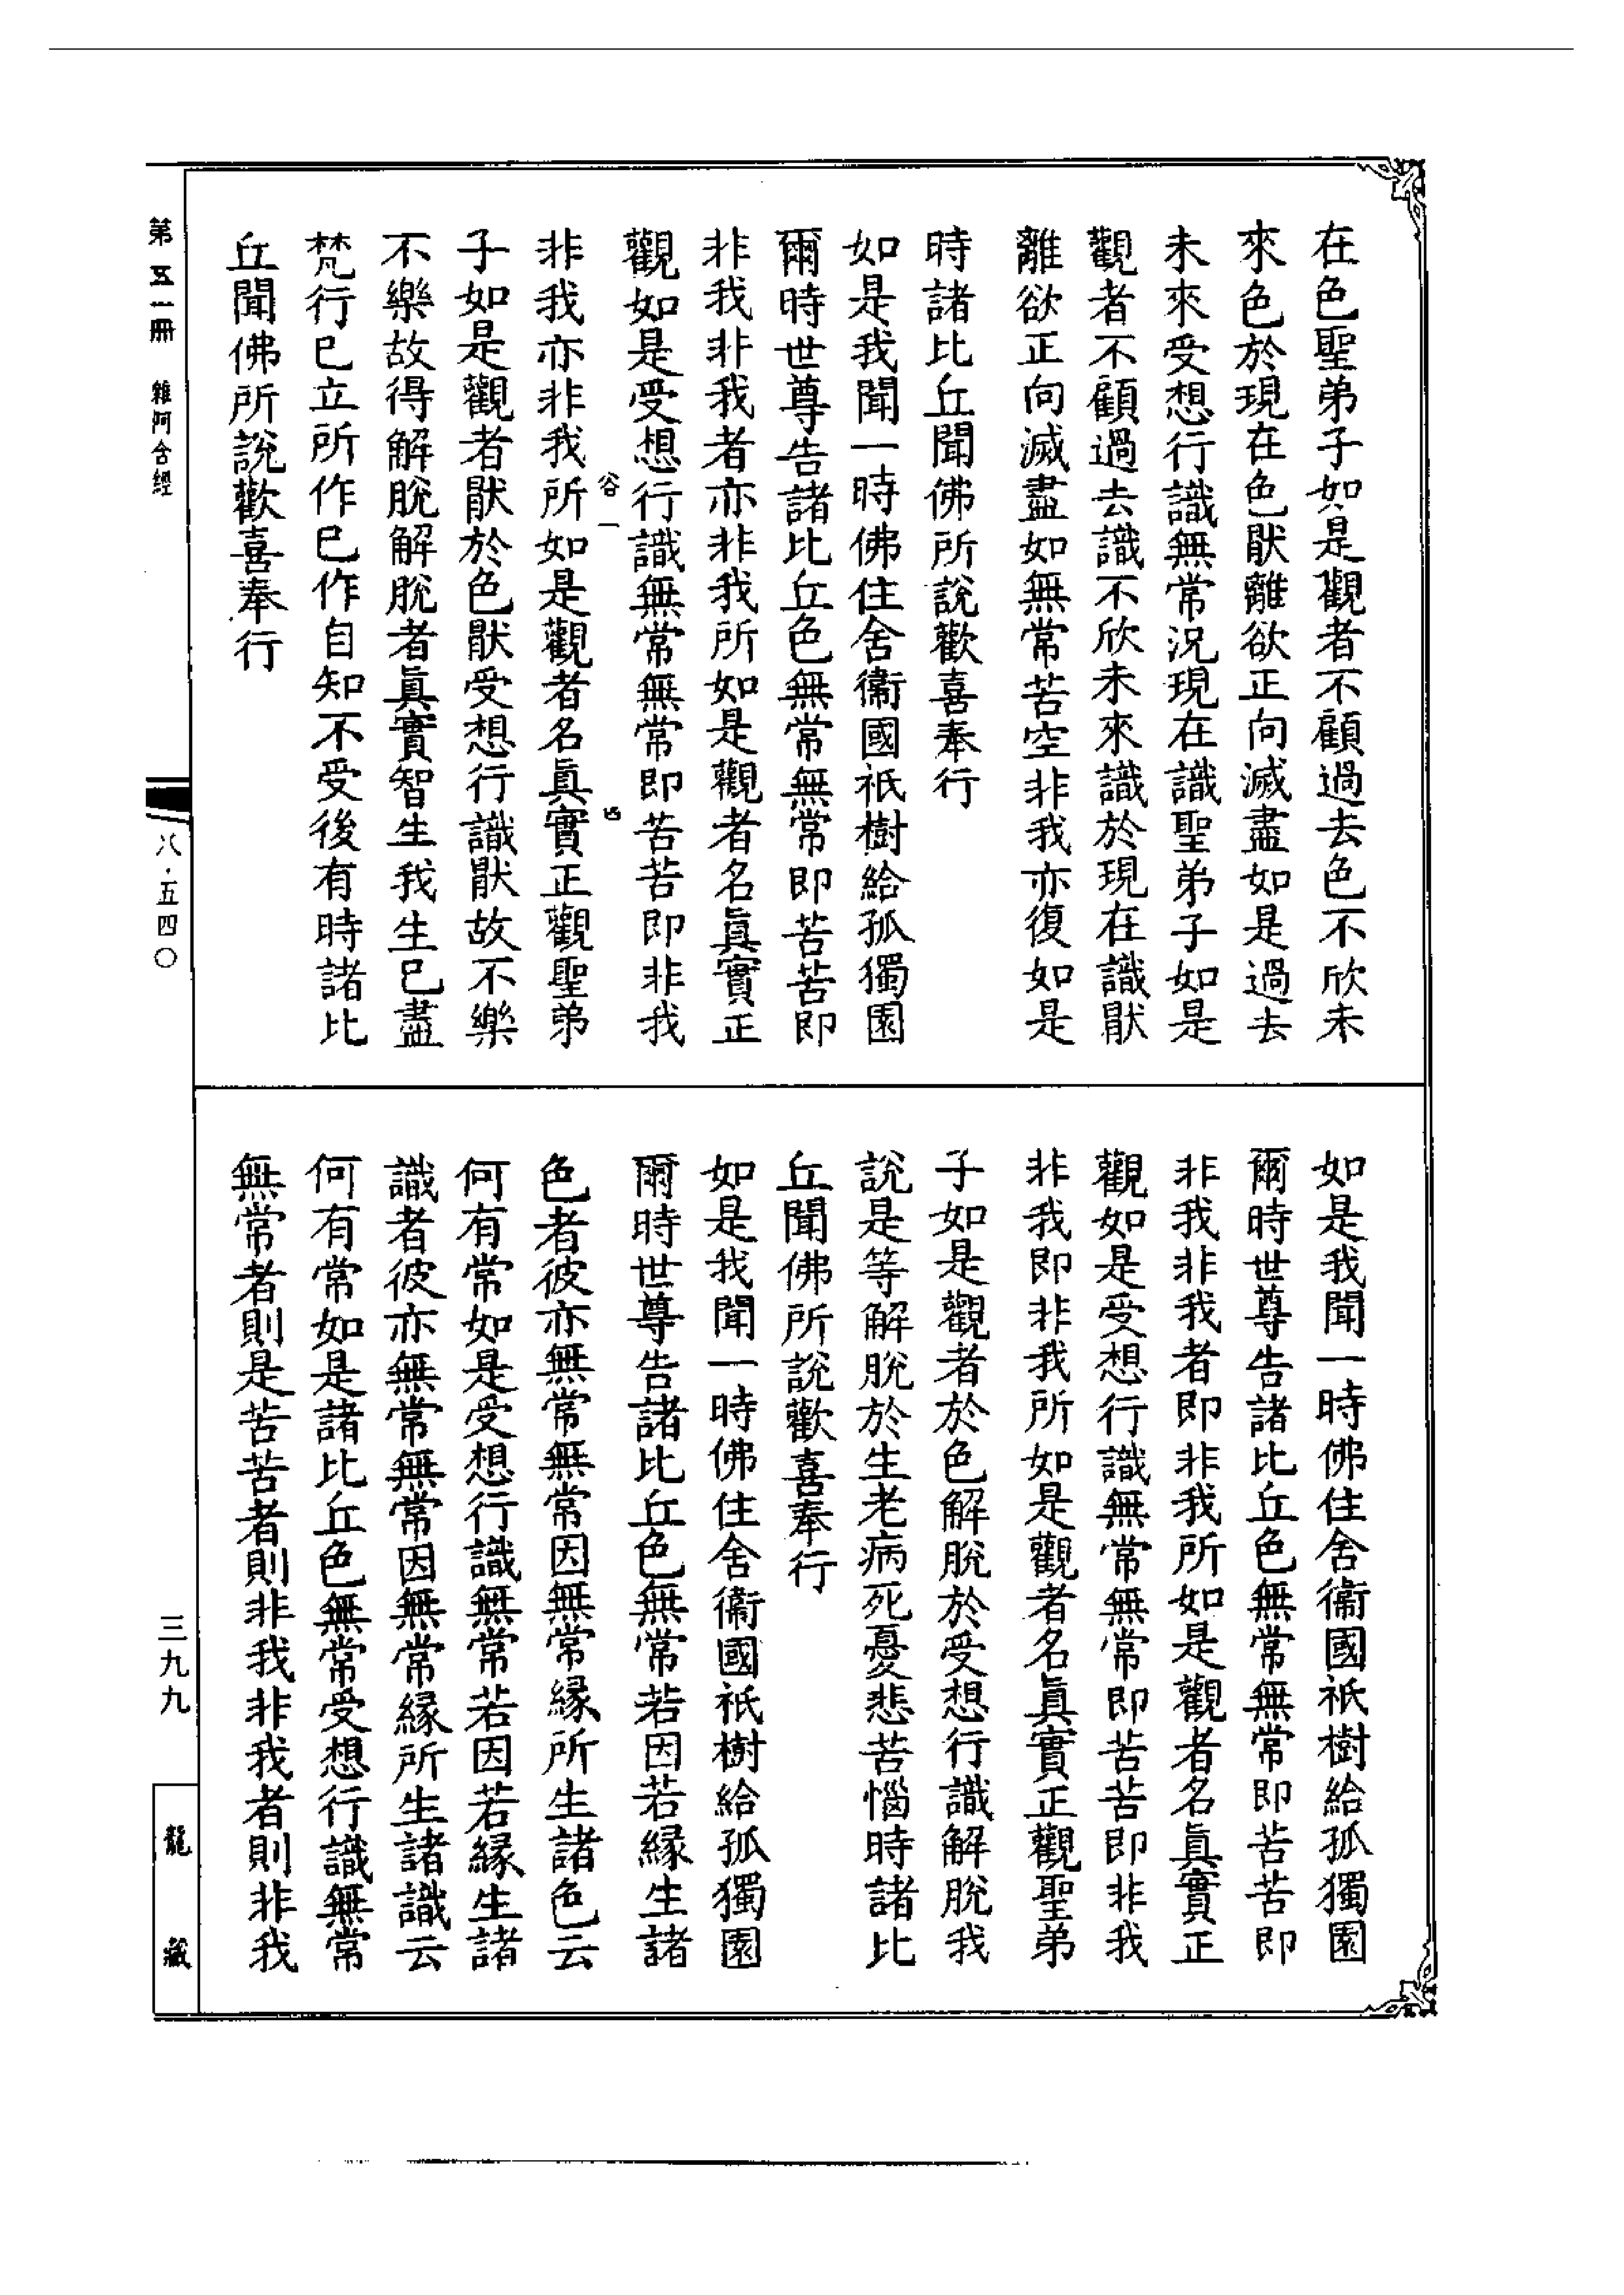 在色聖弟子如是觀者不顧過去色不欣未
來色於現在色厭離欲正向滅盡如是過去
未來受想行識無常況現在識聖弟子如是
觀者不顧過去識不欣未來識於現在識厭
離欲正向滅盡如無常苦空非我亦復如是
時諸比丘聞佛所說歡喜奉行
如是我聞一時佛住舍衞國祇樹給孤獨園
爾時世尊告諸比丘色無常無常即苦苦即
非我非我者亦非我所如是觀者名眞實正
觀如是受想行識無常無常即苦苦即非我
谷一
四
非我亦非我所如是觀者名眞實正觀聖弟
子如是觀者厭於色厭受想行識厭故不樂
不樂故得解脫解脫者眞實智生我生已盡
梵行已立所作已作自知不受後有時諸比
丘聞佛所說歡喜奉行
如是我聞一時佛住舍衞國祇樹給孤獨園
爾時世尊告諸比丘色無常無常即苦苦即
非我非我者即非我所如是觀者名眞實正
觀如是受想行識無常無常即苦苦即非我
非我即非我所如是觀者名眞實正觀聖弟
子如是觀者於色解脫於受想行識解脫我
說是等解脫於生老病死憂悲苦惱時諸比
丘聞佛所說歡喜奉行
如是我聞一時佛住舍衞國祇樹給孤獨園
爾時世尊告諸比丘色無常若因若緣生諸
色者彼亦無常無常因無常緣所生諸色云
何有常如是受想行識無常若因若緣生諸
識者彼亦無常無常因無常緣所生諸識云
何有常如是諸比丘色無常受想行識無常
無常者則是苦苦者則非我非我者則非我
第五一冊 雜阿含經
八·五四〇
三九九
龍藏